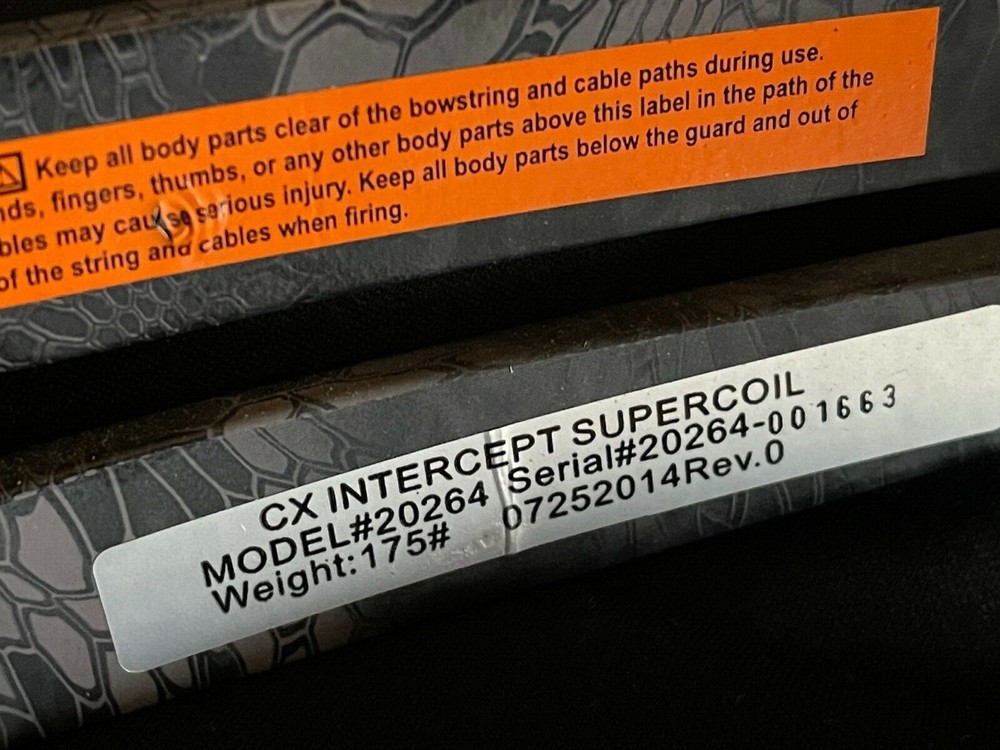 Keep all body parts clear of the bowstring and cable paths during use.
nds, fingers, thumbs, or any other body parts above this label in the path of the
bles may cause serious injury. Keep all body parts below the guard and out of
of the string and cables when firing.
CX INTERCEPT SUPERCOIL
MODEL#20264 Serial#20264-001663
Weight:175# 07252014Rev.0